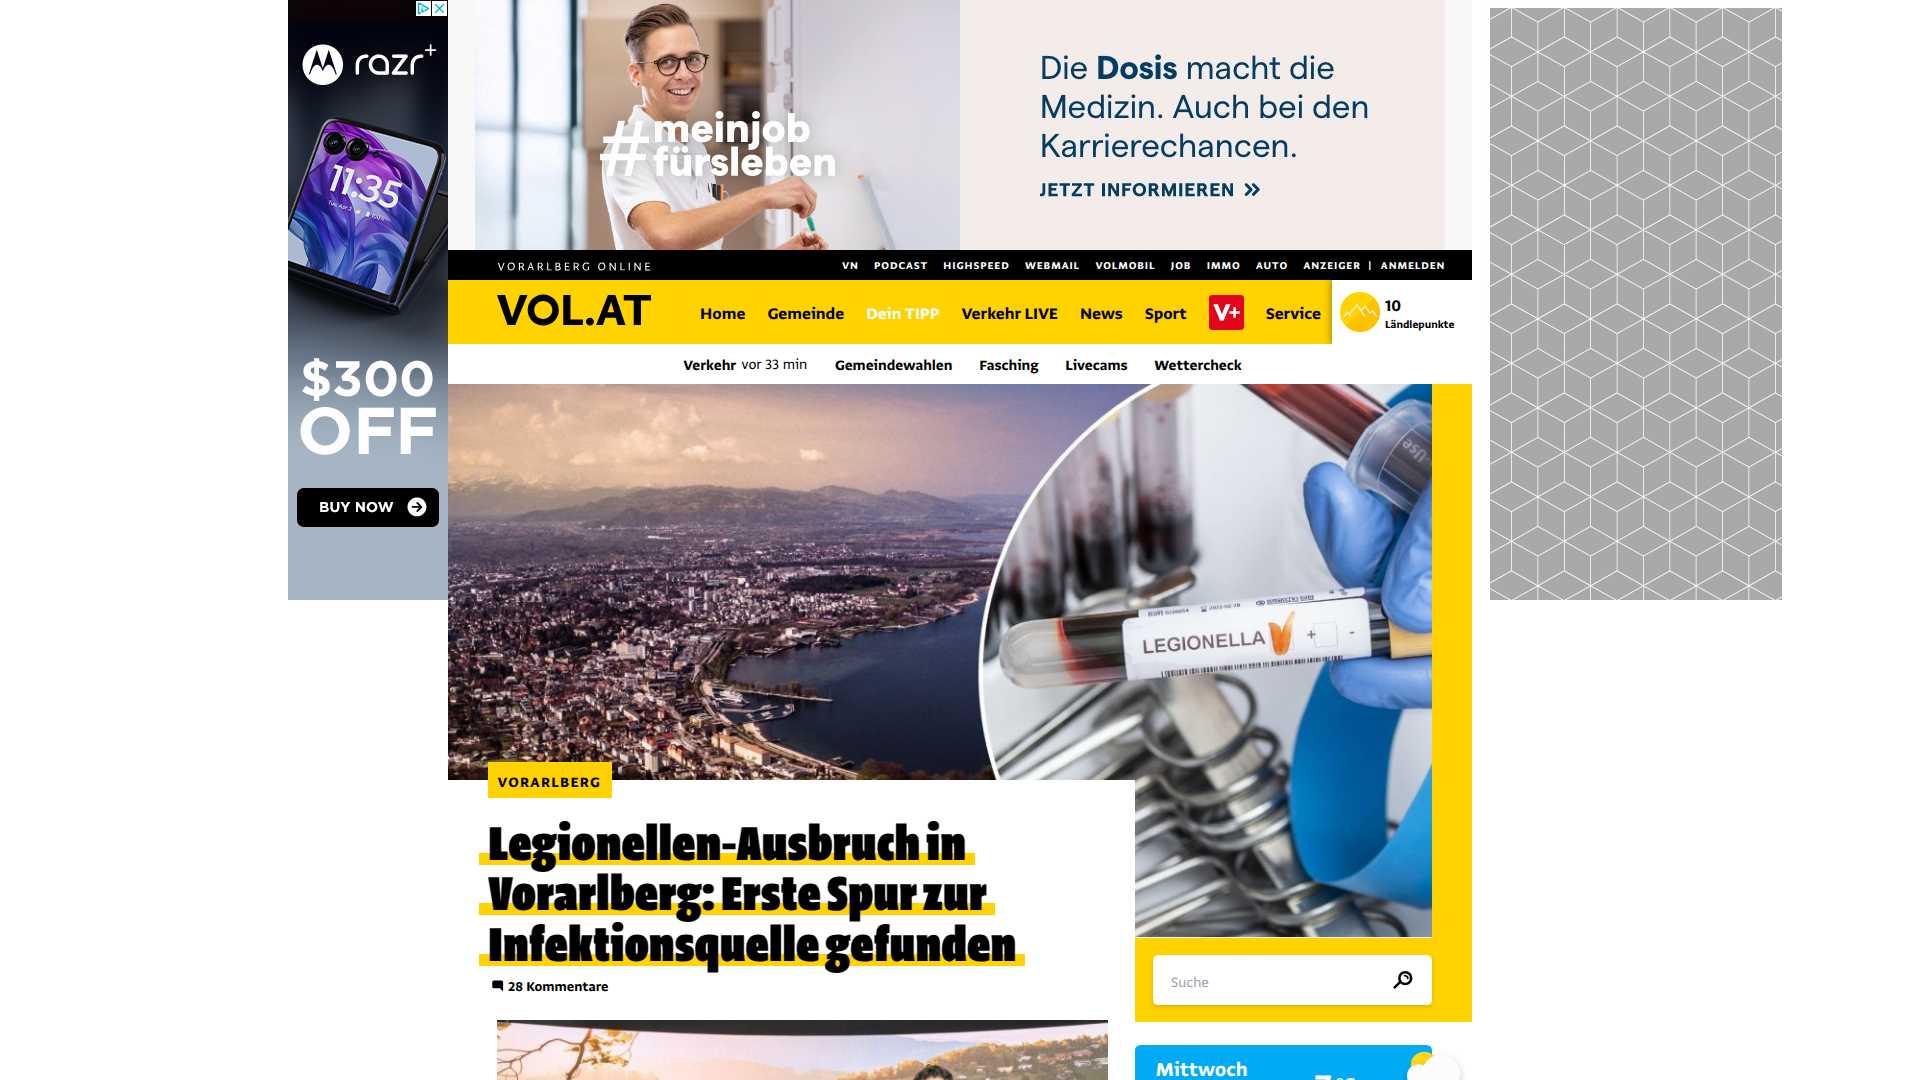 razr+
11:35
$300
OFF
BUY NOW
#meinjob
fürsleben
Die Dosis macht die
Medizin. Auch bei den
Karrierechancen.
JETZT INFORMIEREN
VORARLBERG ONLINE
VN PODCAST HIGHSPEED WEBMAIL VOLMOBIL JOB IMMO AUTO ANZEIGER | ANMELDEN
VOL.AT
Home Gemeinde Dein TIPP Verkehr LIVE News Sport V+ Service
10
Ländlepunkte
Verkehr vor 33 min Gemeindewahlen Fasching Livecams Wettercheck
Use
LEGIONELLA + -
VORARLBERG
Legionellen-Ausbruch in
Vorarlberg: Erste Spur zur
Infektionsquelle gefunden
28 Kommentare
Suche
Mittwoch